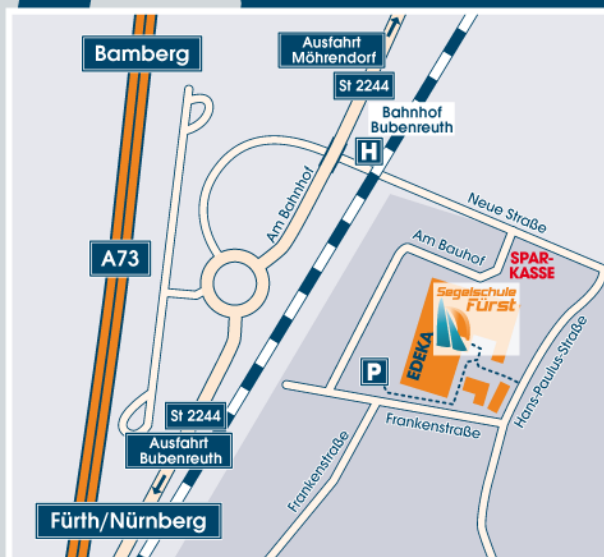 Bamberg
Ausfahrt
Möhrendorf
St 2244
Bahnhof
Bubenreuth
H
Am Bahnhof
Neue Straße
Am Bauhof
SPAR-
KASSE
A73
Segelschule
Fürst
EDEKA
Hans-Paulus-Straße
P
Frankenstraße
St 2244
Ausfahrt
Bubenreuth
Frankenstraße
Fürth/Nürnberg